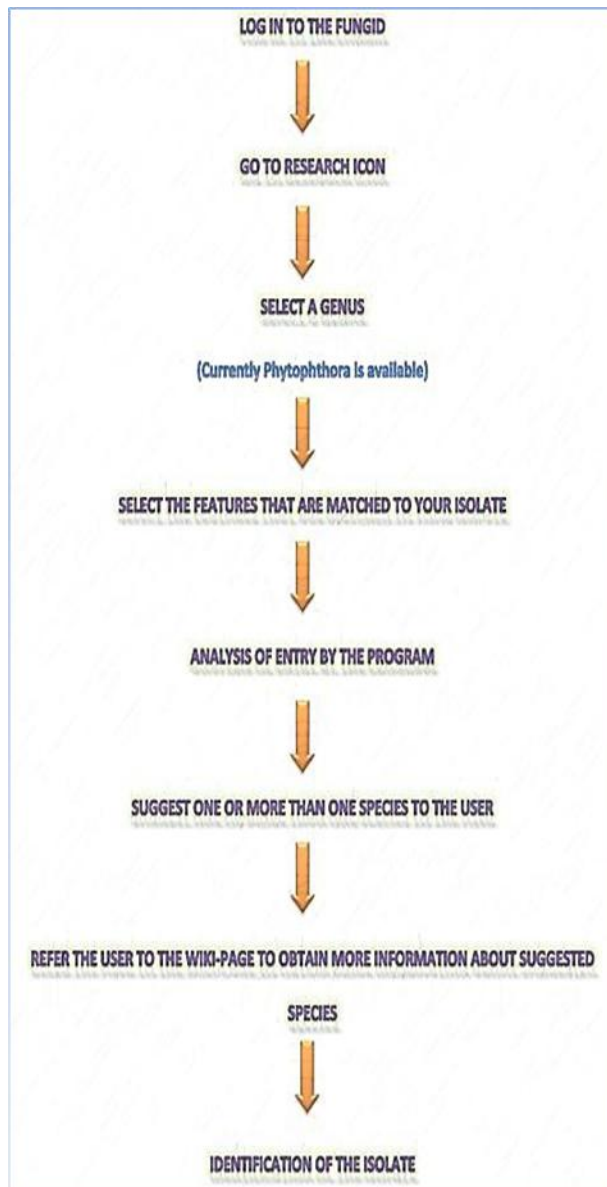 LOG IN TO THE FUNGID
GO TO RESEARCH ICON
SELECT A GENUS
(Currently Phytophthora is available)
SELECT THE FEATURES THAT ARE MATCHED TO YOUR ISOLATE
ANALYSIS OF ENTRY BY THE PROGRAM
SUGGEST ONE OR MORE THAN ONE SPECIES TO THE USER
REFER THE USER TO THE WIKI-PAGE TO OBTAIN MORE INFORMATION ABOUT SUGGESTED
SPECIES
IDENTIFICATION OF THE ISOLATE